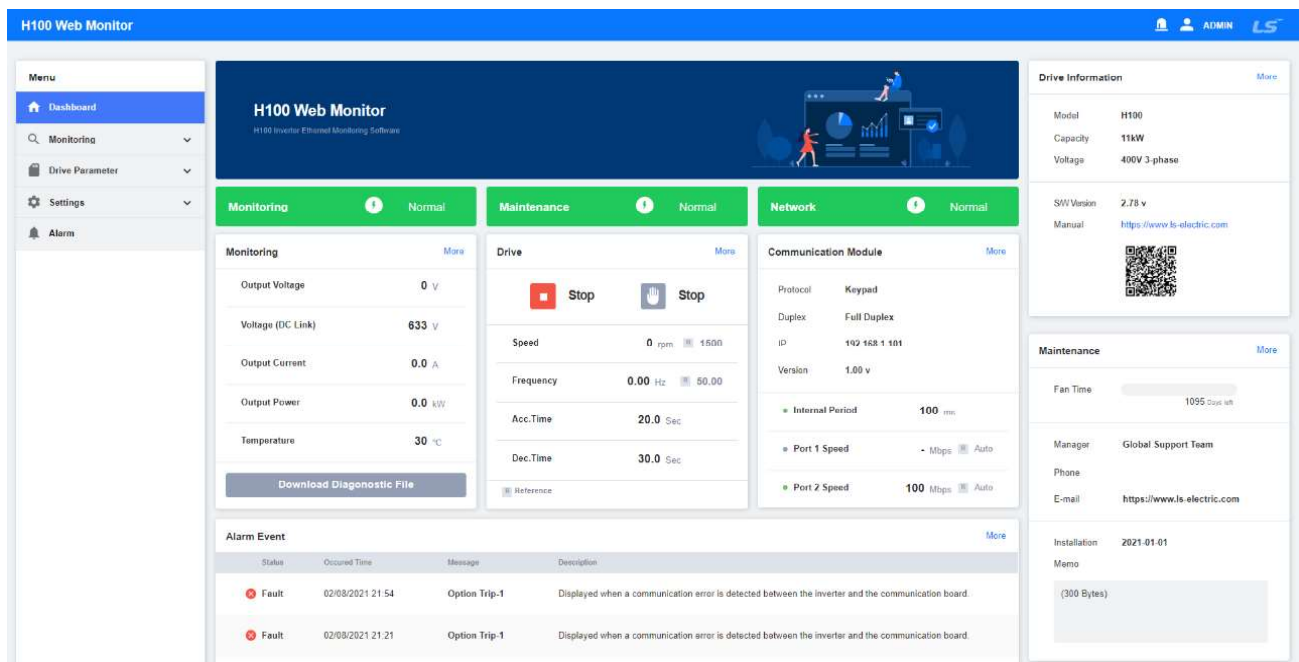 H100 Web Monitor
ADMIN
LS
Menu
Dashboard
Monitoring
Drive Parameter
Settings
Alarm
H100 Web Monitor
H100 Invertor Ethernet Monitoring Software
Monitoring Normal
Maintenance Normal
Network Normal
Monitoring More
Output Voltage 0 V
Voltage (DC Link) 633 V
Output Current 0.0 A
Output Power 0.0 kW
Temperature 30 °C
Download Diagonostic File
Drive More
Stop Stop
Speed 0 rpm R 1500
Frequency 0.00 Hz R 50.00
Acc.Time 20.0 Sec
Dec.Time 30.0 Sec
R Reference
Communication Module More
Protocol Keypad
Duplex Full Duplex
IP 192.168.1.101
Version 1.00 v
Internal Period 100 ms
Port 1 Speed - Mbps R Auto
Port 2 Speed 100 Mbps R Auto
Alarm Event More
Status Occured Time Message Description
Fault 02/08/2021 21:54 Option Trip-1 Displayed when a communication error is detected between the inverter and the communication board.
Fault 02/08/2021 21:21 Option Trip-1 Displayed when a communication error is detected between the inverter and the communication board.
Drive Information More
Model H100
Capacity 11kW
Voltage 400V 3-phase
S/W Version 2.78 v
Manual https://www.ls-electric.com
Maintenance More
Fan Time
1095 Days left
Manager Global Support Team
Phone
E-mail https://www.ls-electric.com
Installation 2021-01-01
Memo
(300 Bytes)